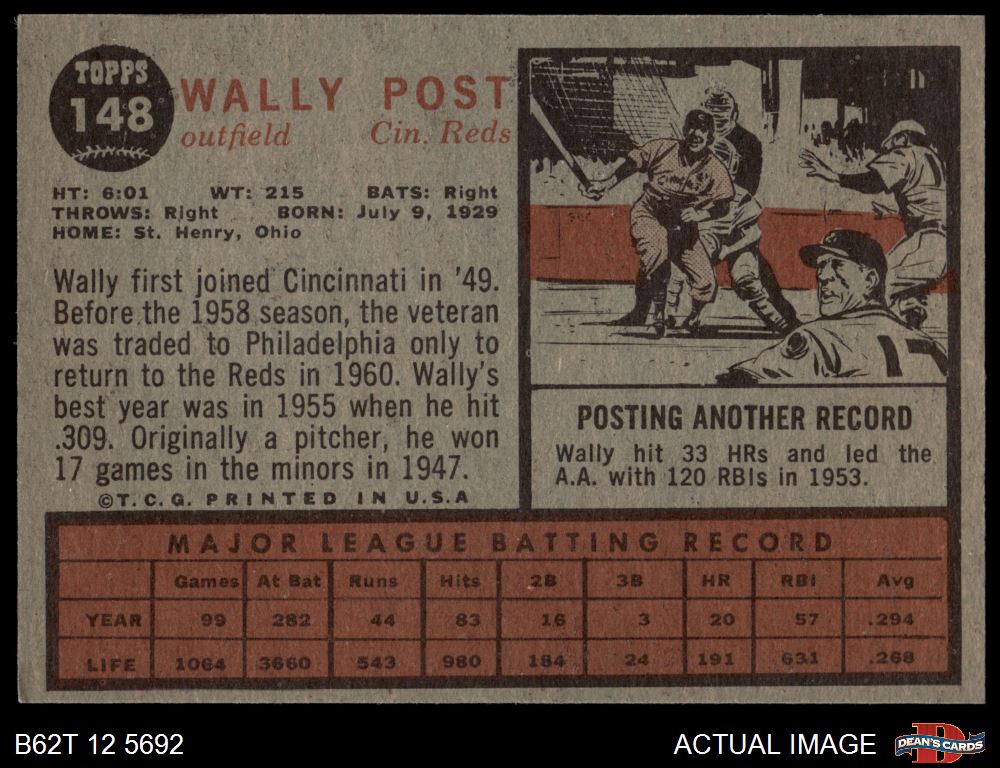 TOPPS
148
WALLY POST
outfield Cin. Reds
HT: 6:01 WT: 215 BATS: Right
THROWS: Right BORN: July 9, 1929
HOME: St. Henry, Ohio
Wally first joined Cincinnati in '49.
Before the 1958 season, the veteran
was traded to Philadelphia only to
return to the Reds in 1960. Wally's
best year was in 1955 when he hit
.309. Originally a pitcher, he won
17 games in the minors in 1947.
©T.C.G. PRINTED IN U.S.A
POSTING ANOTHER RECORD
Wally hit 33 HRs and led the
A.A. with 120 RBIs in 1953.
MAJOR LEAGUE BATTING RECORD
Games At Bat Runs Hits 2B 3B HR RBI Avg
YEAR 99 282 44 83 16 3 20 57 .294
LIFE 1064 3660 543 980 184 24 191 631 .268
B62T 12 5692
ACTUAL IMAGE
D
DEAN'S CARDS